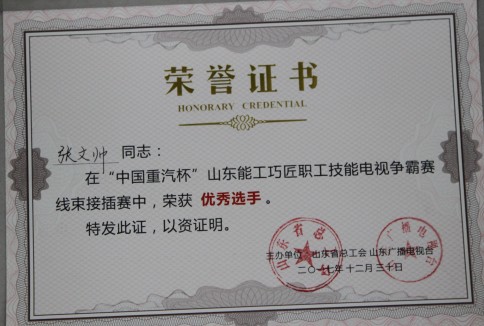 荣誉证书
HONORARY CREDENTIAL
张文帅 同志：
在“中国重汽杯”山东能工巧匠职工技能电视争霸赛
线束接插赛中，荣获 优秀选手。
特发此证，以资证明。
主办单位：山东省总工会 山东广播电视台
二〇一七年十二月三十日